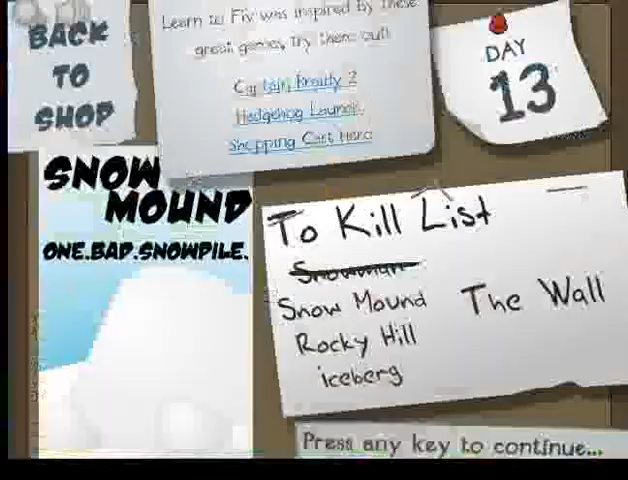 BACK
TO
SHOP
Learn to Fly was inspired by these
great games, try them out!
Hedgehog Launch
Shopping Cart Hero
DAY
13
SNOW
MOUND
ONE.BAD.SNOWPILE.
To Kill List
Snowman
Snow Mound
The Wall
Rocky Hill
iceberg
Press any key to continue...